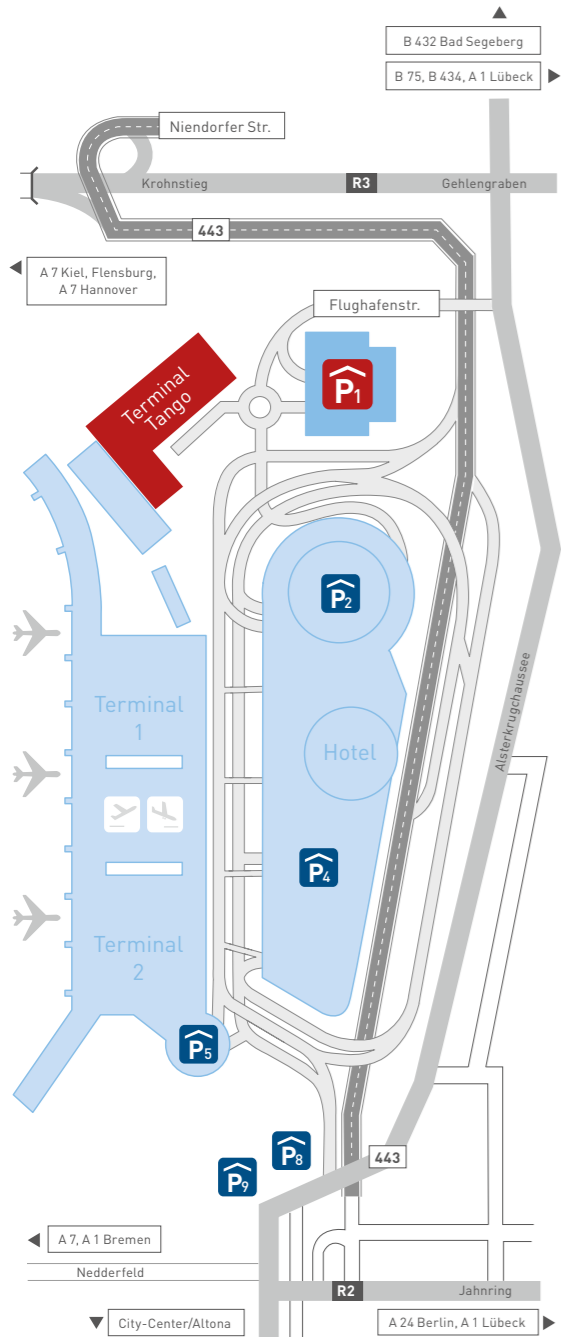 B 432 Bad Segeberg
B 75, B 434, A 1 Lübeck
Niendorfer Str.
Krohnstieg
R3
Gehlengraben
443
A 7 Kiel, Flensburg,
A 7 Hannover
Flughafenstr.
Terminal
Tango
P1
P2
Alsterkrugchaussee
Terminal
1
Hotel
P4
Terminal
2
P5
P8
443
P9
A 7, A 1 Bremen
Nedderfeld
R2
Jahnring
City-Center/Altona
A 24 Berlin, A 1 Lübeck